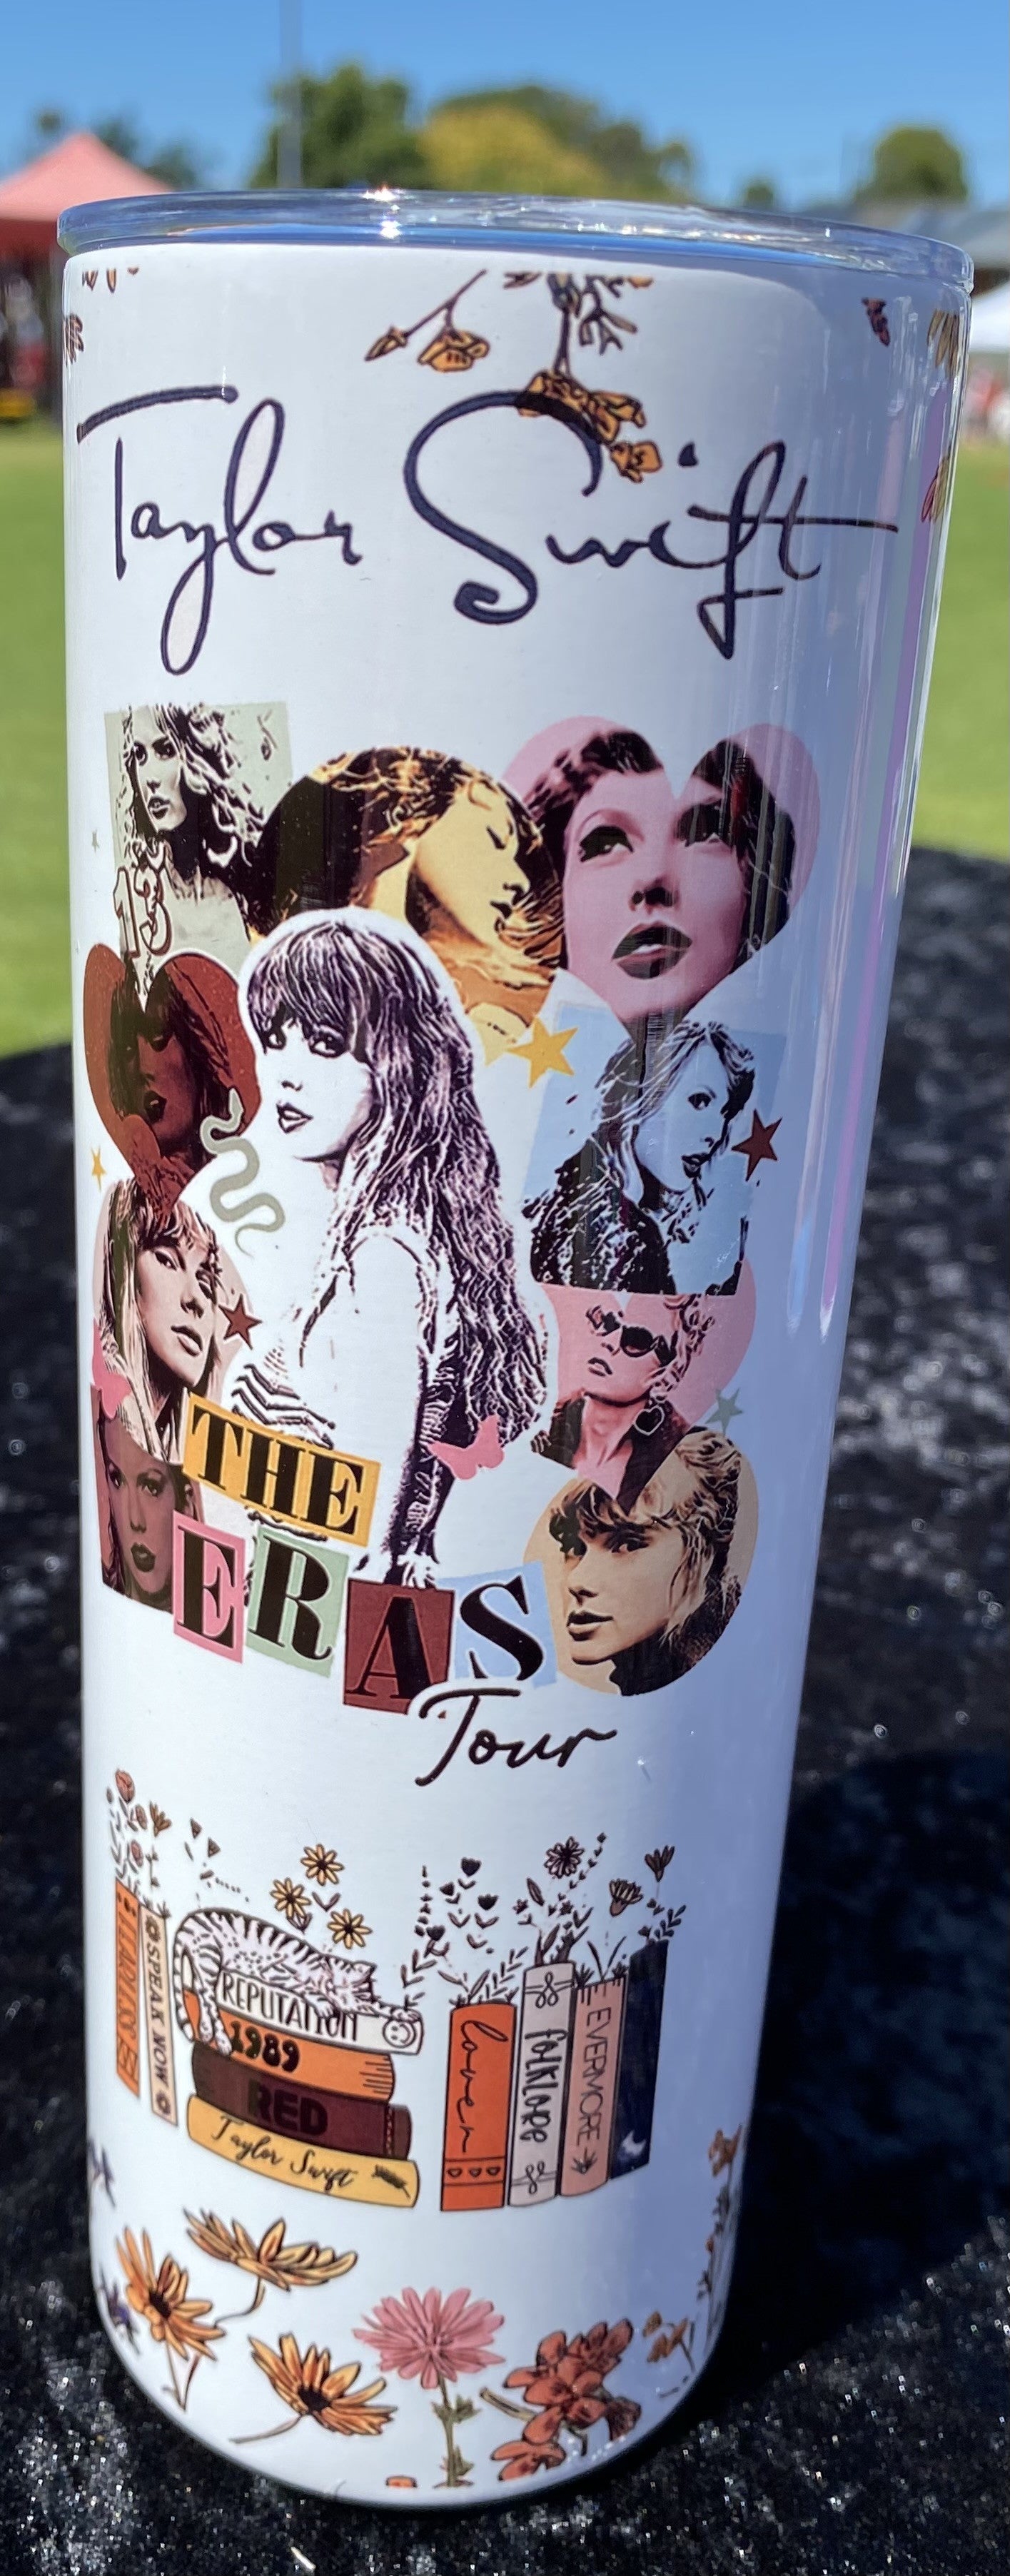 Taylor Swift
13
THE
ERAS
Tour
SPEAK NOW
REPUTATION
1989
RED
Taylor Swift
lover
folklore
EVERMORE